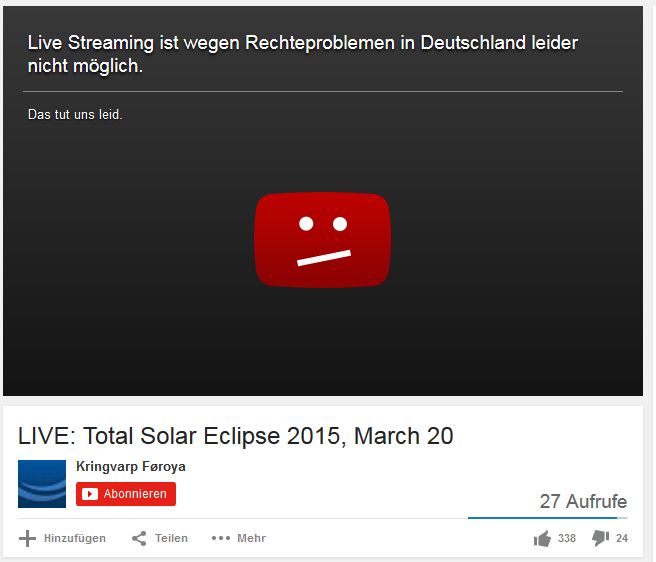 Live Streaming ist wegen Rechteproblemen in Deutschland leider
nicht möglich.
Das tut uns leid.
LIVE: Total Solar Eclipse 2015, March 20
Kringvarp Føroya
Abonnieren
27 Aufrufe
Hinzufügen Teilen Mehr 338 24